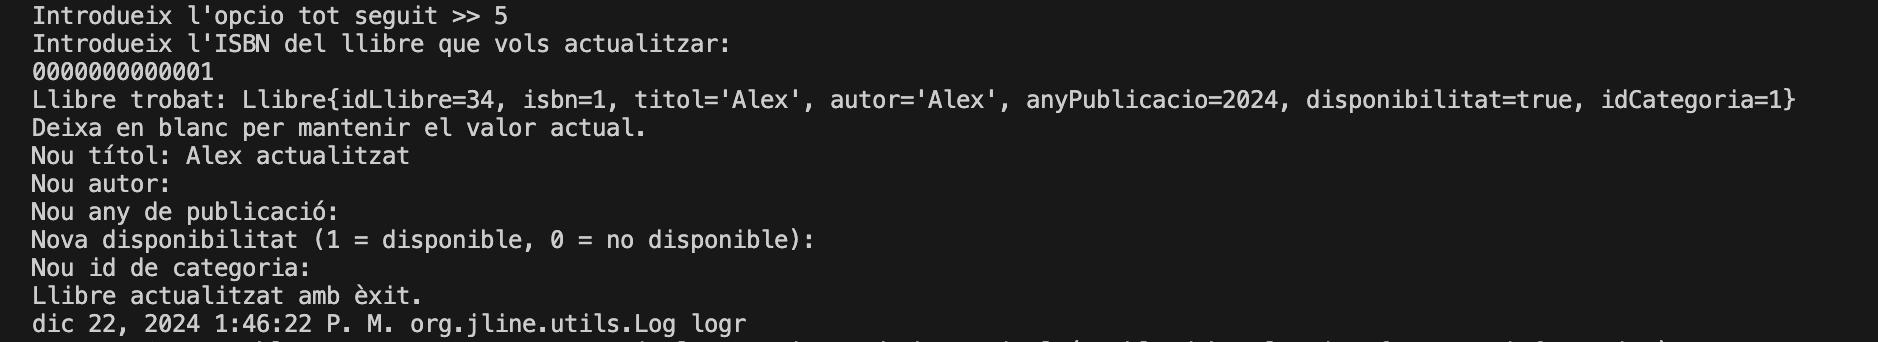 Introdueix l'opcio tot seguit >> 5
Introdueix l'ISBN del llibre que vols actualitzar:
0000000000001
Llibre trobat: Llibre{idLlibre=34, isbn=1, titol='Alex', autor='Alex', anyPublicacio=2024, disponibilitat=true, idCategoria=1}
Deixa en blanc per mantenir el valor actual.
Nou títol: Alex actualitzat
Nou autor:
Nou any de publicació:
Nova disponibilitat (1 = disponible, 0 = no disponible):
Nou id de categoria:
Llibre actualitzat amb èxit.
dic 22, 2024 1:46:22 P. M. org.jline.utils.Log logr